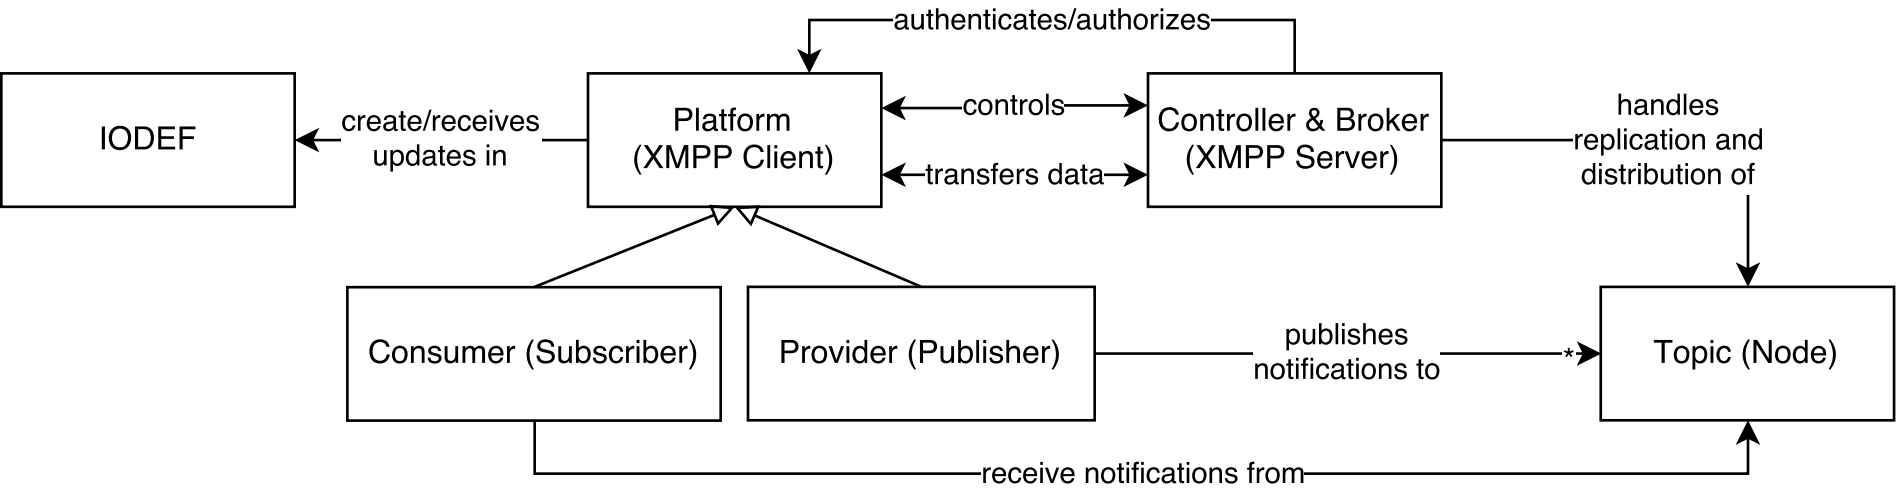 authenticates/authorizes
IODEF
create/receives
updates in
Platform
(XMPP Client)
controls
transfers data
Controller & Broker
(XMPP Server)
handles
replication and
distribution of
Consumer (Subscriber)
Provider (Publisher)
publishes
notifications to
*
Topic (Node)
receive notifications from